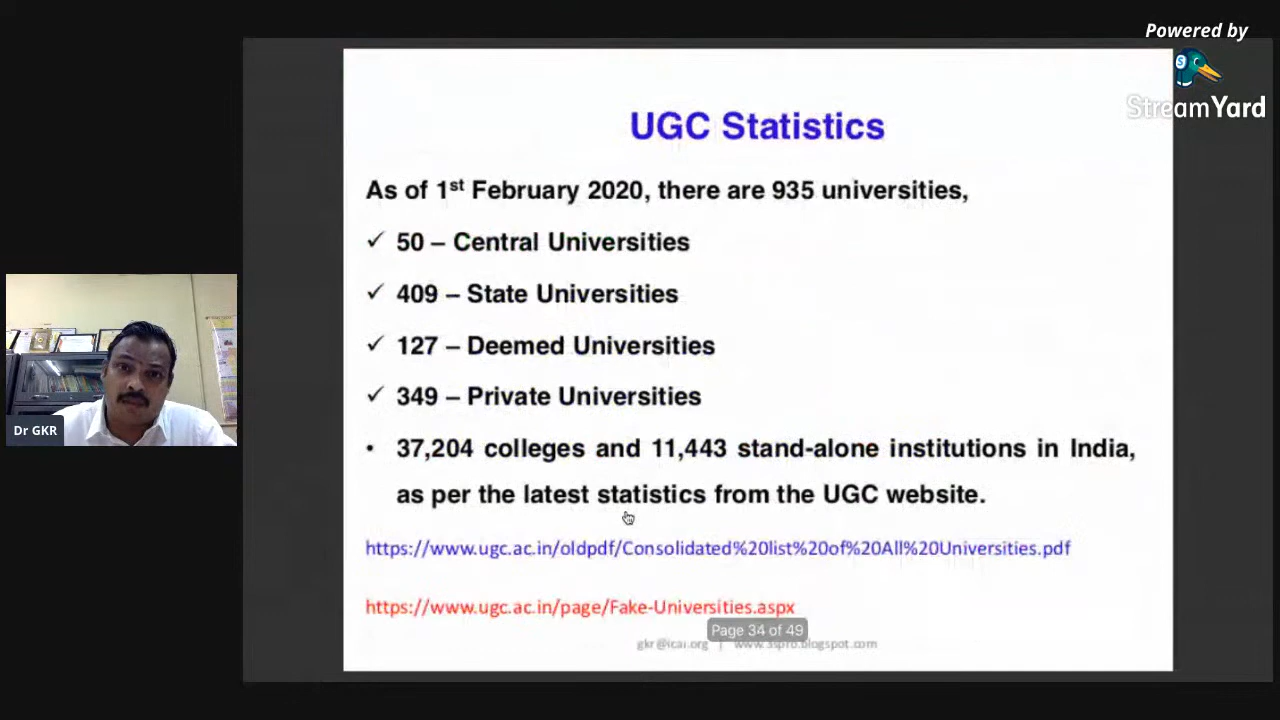 Powered by
StreamYard
UGC Statistics
As of 1st February 2020, there are 935 universities,
✓ 50 – Central Universities
✓ 409 – State Universities
✓ 127 – Deemed Universities
✓ 349 – Private Universities
• 37,204 colleges and 11,443 stand-alone institutions in India,
as per the latest statistics from the UGC website.
https://www.ugc.ac.in/oldpdf/Consolidated%20list%20of%20All%20Universities.pdf
https://www.ugc.ac.in/page/Fake-Universities.aspx
Page 34 of 49
gkr@icai.org | www.3spro.blogspot.com
Dr GKR